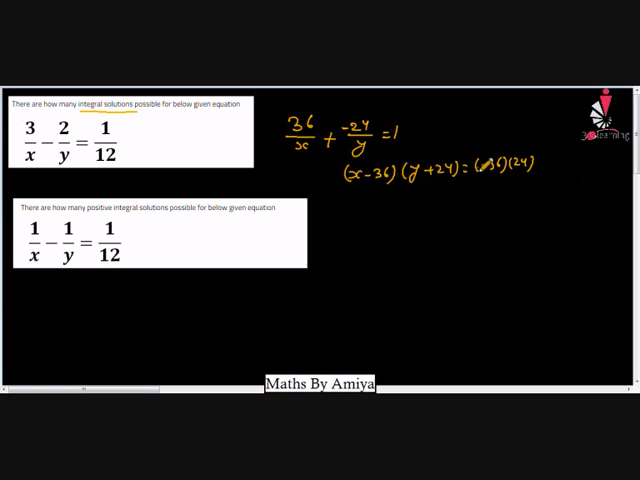 There are how many integral solutions possible for below given equation
3/x − 2/y = 1/12
36/x + -24/y = 1
(x-36) (y+24) = (-36)(24)
There are how many positive integral solutions possible for below given equation
1/x − 1/y = 1/12
Maths By Amiya